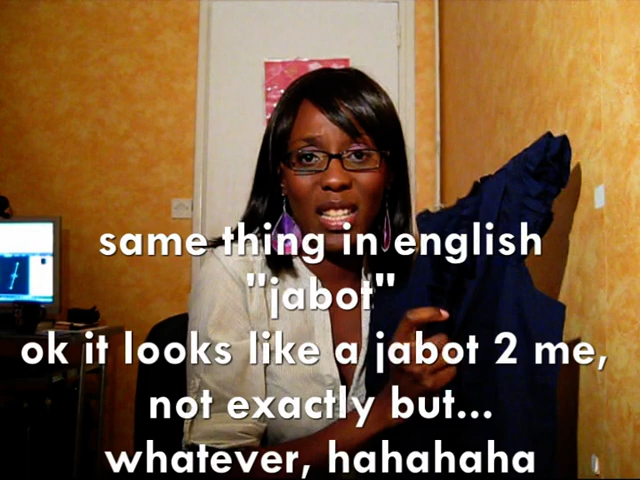 same thing in english
"jabot"
ok it looks like a jabot 2 me,
not exactly but...
whatever, hahahaha